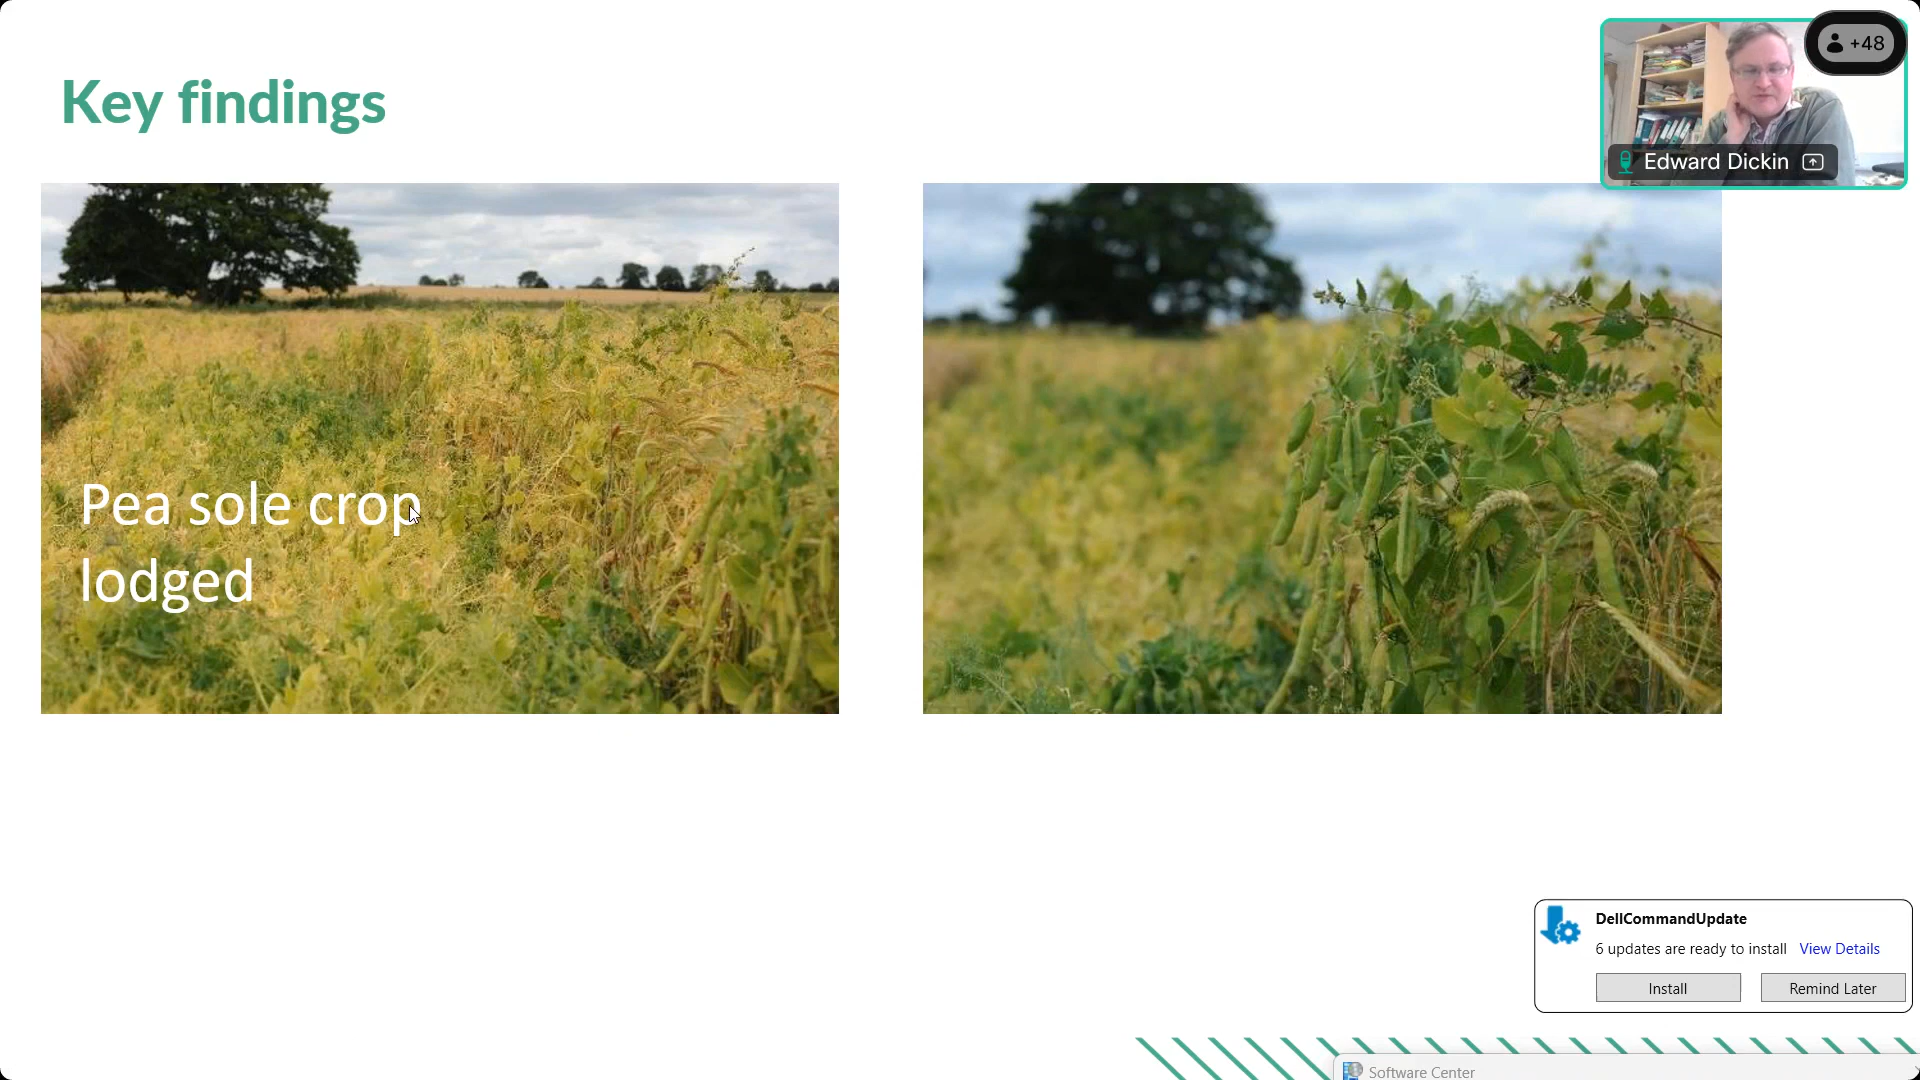 Key findings
+48
Edward Dickin
Pea sole crop
lodged
DellCommandUpdate
6 updates are ready to install View Details
Install Remind Later
Software Center